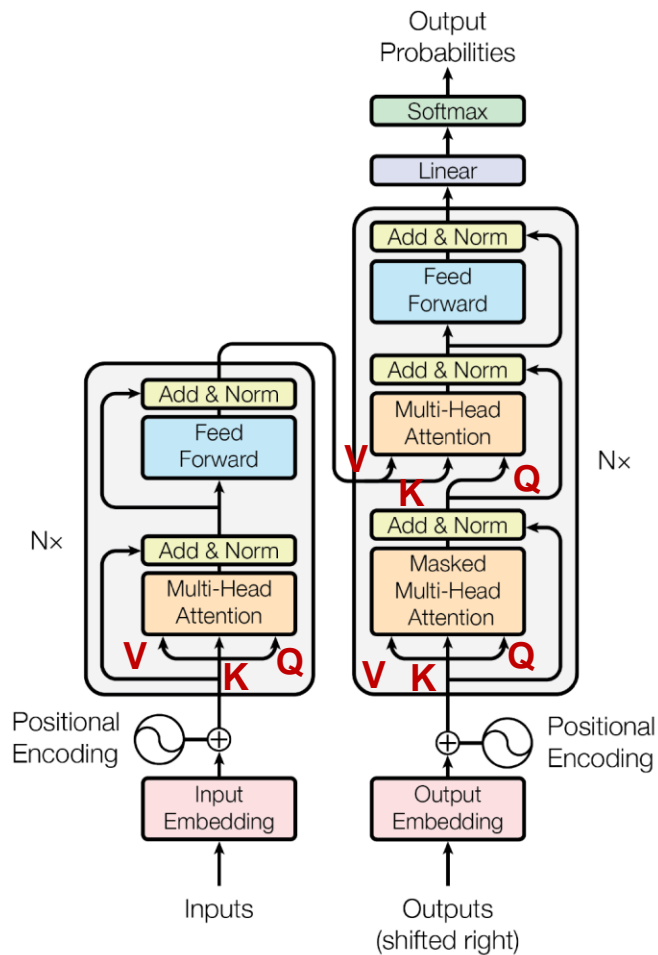 Output
Probabilities
Softmax
Linear
Add & Norm
Feed
Forward
Add & Norm
Multi-Head
Attention
V
K
Q
N×
Add & Norm
Masked
Multi-Head
Attention
V
K
Q
Add & Norm
Feed
Forward
N×
Add & Norm
Multi-Head
Attention
V
K
Q
Positional
Encoding
Positional
Encoding
Input
Embedding
Output
Embedding
Inputs
Outputs
(shifted right)